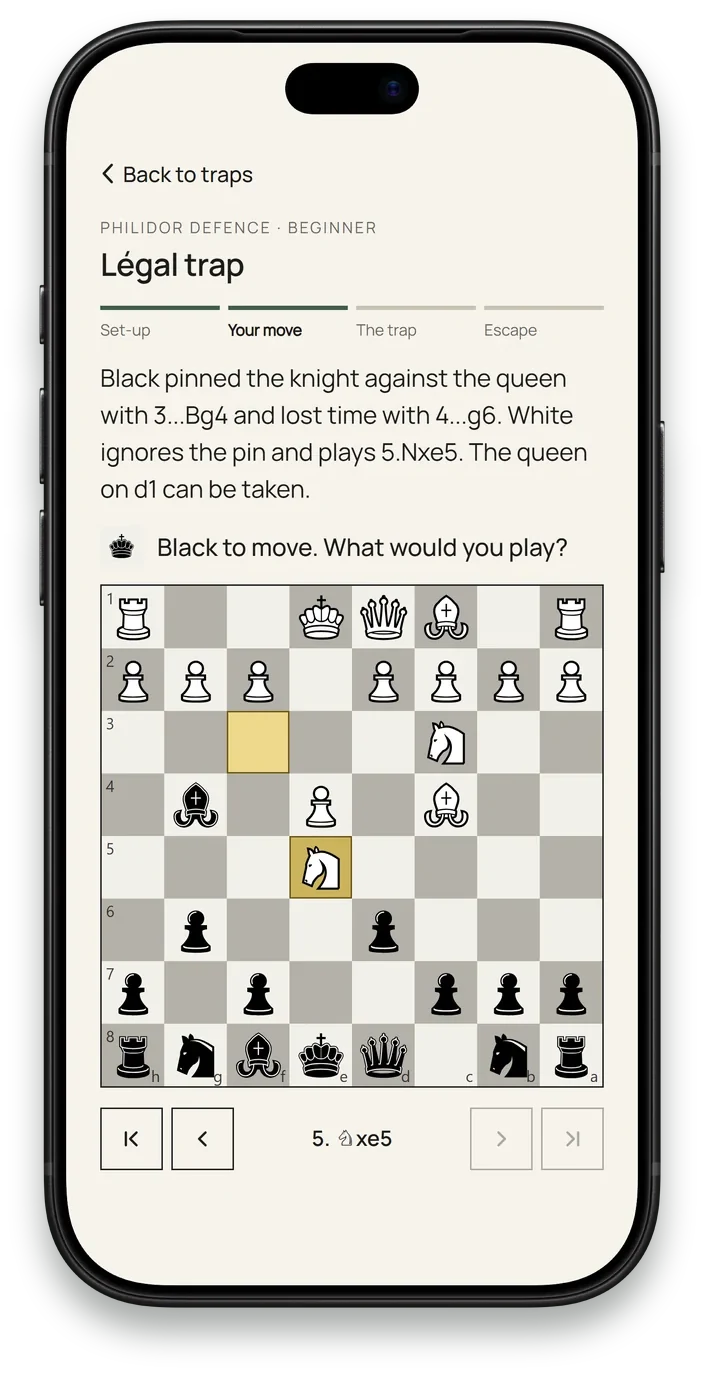 Back to traps
PHILIDOR DEFENCE · BEGINNER
Légal trap
Set-up
Your move
The trap
Escape
Black pinned the knight against the queen
with 3...Bg4 and lost time with 4...g6. White
ignores the pin and plays 5.Nxe5. The queen
on d1 can be taken.
Black to move. What would you play?
1
2
3
4
5
6
7
8
h g f e d c b a
5. ♘xe5